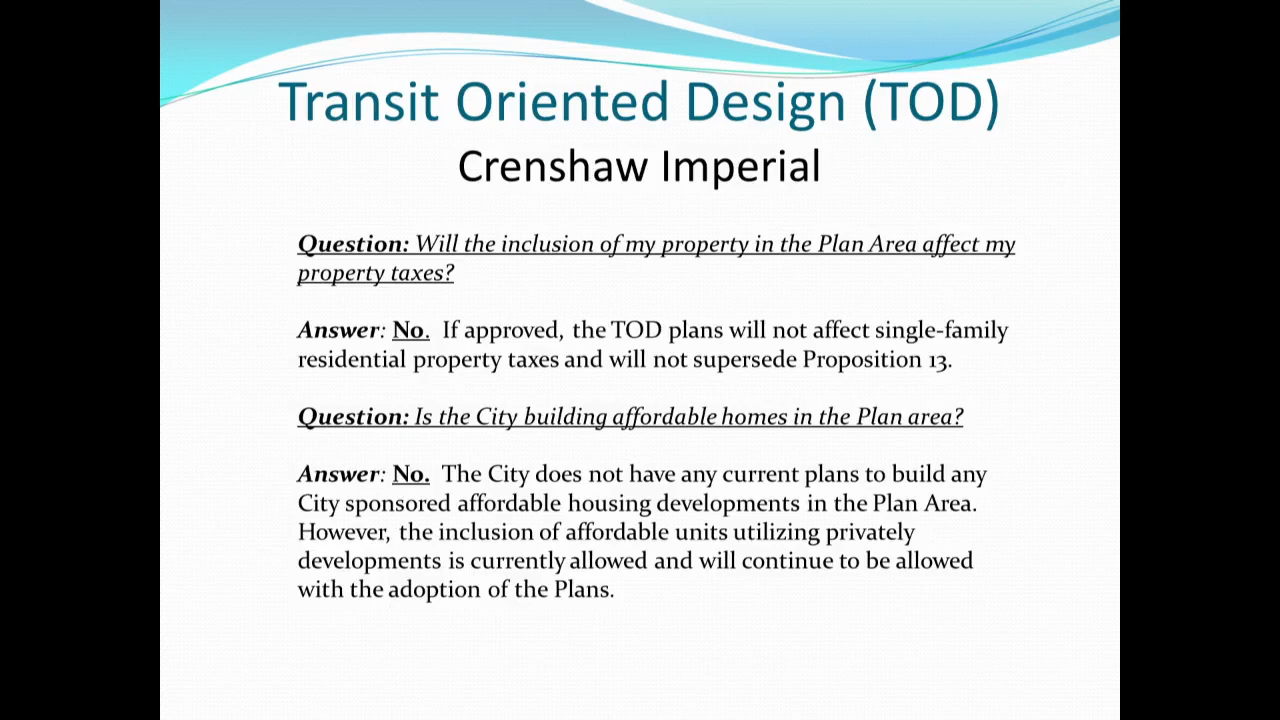 Transit Oriented Design (TOD)
Crenshaw Imperial
Question: Will the inclusion of my property in the Plan Area affect my
property taxes?
Answer: No. If approved, the TOD plans will not affect single-family
residential property taxes and will not supersede Proposition 13.
Question: Is the City building affordable homes in the Plan area?
Answer: No. The City does not have any current plans to build any
City sponsored affordable housing developments in the Plan Area.
However, the inclusion of affordable units utilizing privately
developments is currently allowed and will continue to be allowed
with the adoption of the Plans.